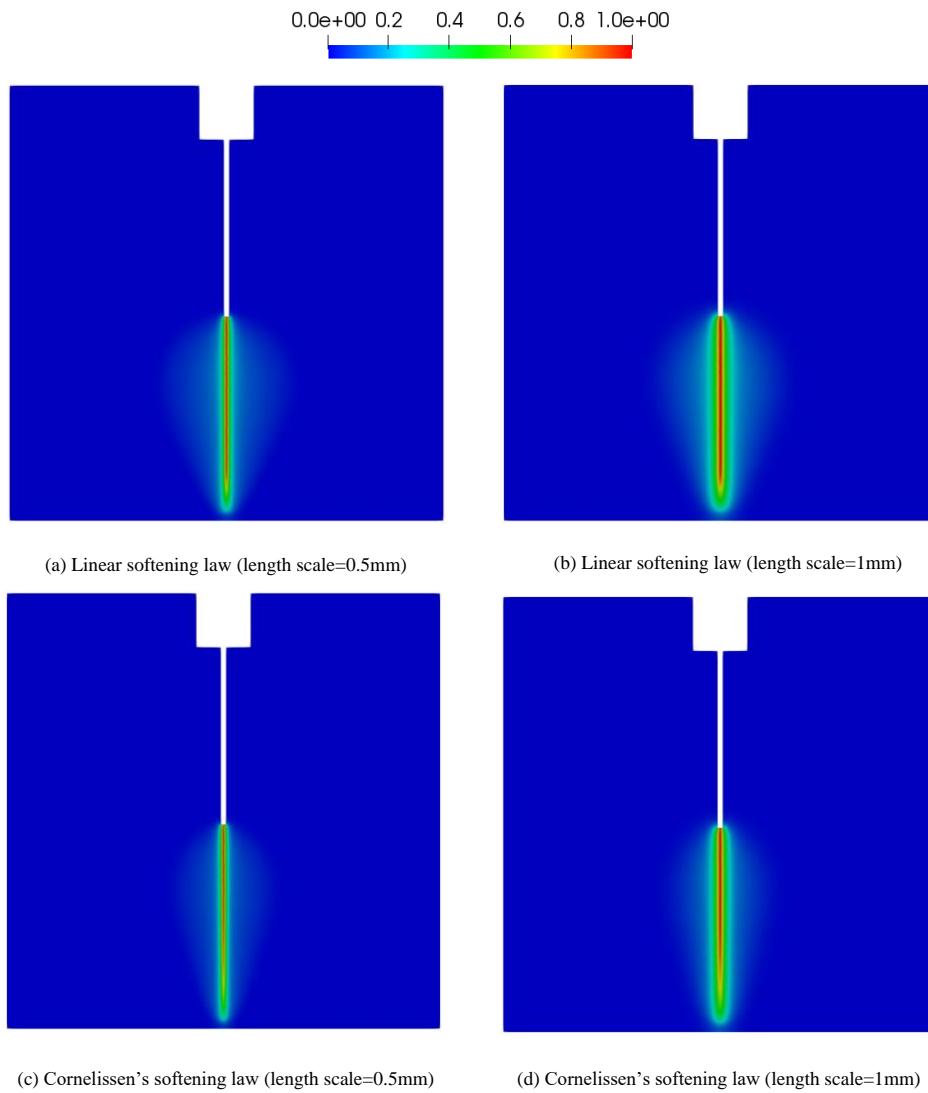 0.0e+00 0.2 0.4 0.6 0.8 1.0e+00
(a) Linear softening law (length scale=0.5mm)
(b) Linear softening law (length scale=1mm)
(c) Cornelissen’s softening law (length scale=0.5mm)
(d) Cornelissen’s softening law (length scale=1mm)